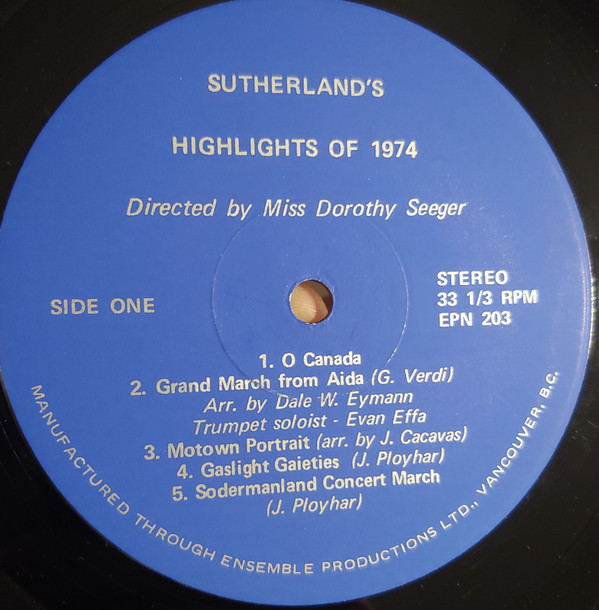 SUTHERLAND'S
HIGHLIGHTS OF 1974
Directed by Miss Dorothy Seeger
SIDE ONE
STEREO
33 1/3 RPM
EPN 203
1. O Canada
2. Grand March from Aida (G. Verdi)
Arr. by Dale W. Eymann
Trumpet soloist - Evan Effa
3. Motown Portrait (arr. by J. Cacavas)
4. Gaslight Gaieties (J. Ployhar)
5. Sodermanland Concert March
(J. Ployhar)
MANUFACTURED THROUGH ENSEMBLE PRODUCTIONS LTD., VANCOUVER, B.C.